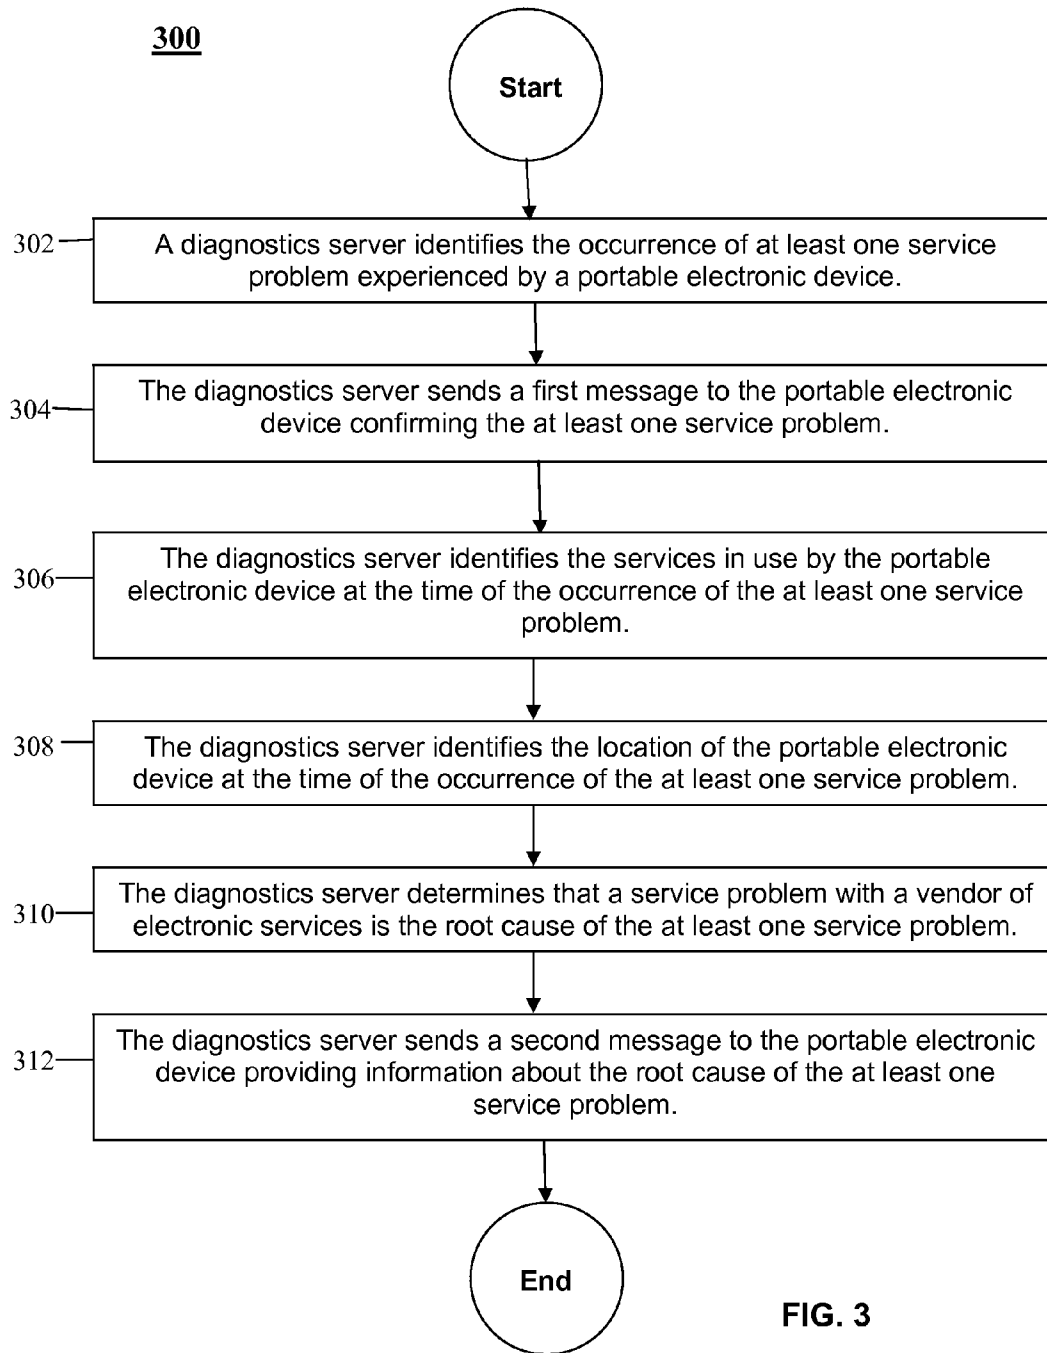 300
Start
302
A diagnostics server identifies the occurrence of at least one service
problem experienced by a portable electronic device.
304
The diagnostics server sends a first message to the portable electronic
device confirming the at least one service problem.
306
The diagnostics server identifies the services in use by the portable
electronic device at the time of the occurrence of the at least one service
problem.
308
The diagnostics server identifies the location of the portable electronic
device at the time of the occurrence of the at least one service problem.
310
The diagnostics server determines that a service problem with a vendor of
electronic services is the root cause of the at least one service problem.
312
The diagnostics server sends a second message to the portable electronic
device providing information about the root cause of the at least one
service problem.
End
FIG. 3